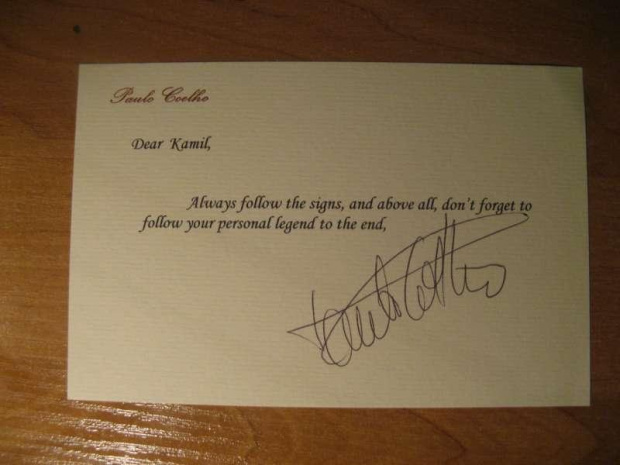 Paulo Coelho
Dear Kamil,
Always follow the signs, and above all, don't forget to
follow your personal legend to the end,
Paulo Coelho